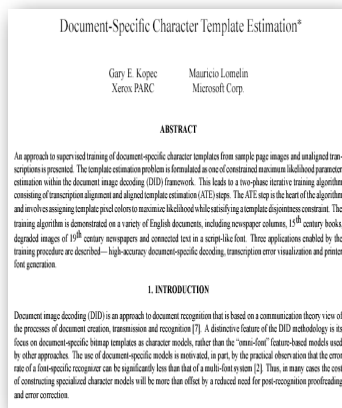 Document-Specific Character Template Estimation*
Gary E. Kopec Mauricio Lomelin
Xerox PARC Microsoft Corp.
ABSTRACT
An approach to supervised training of document-specific character templates from sample page images and unaligned tran-
scriptions is presented. The template estimation problem is formulated as one of constrained maximum likelihood parameter
estimation within the document image decoding (DID) framework. This leads to a two-phase iterative training algorithm
consisting of transcription alignment and aligned template estimation (ATE) steps. The ATE step is the heart of the algorithm
and involves assigning template pixel colors to maximize likelihood while satisifying a template disjointness constraint. The
training algorithm is demonstrated on a variety of English documents, including newspaper columns, 15th century books,
degraded images of 19th century newspapers and connected text in a script-like font. Three applications enabled by the
training procedure are described— high-accuracy document-specific decoding, transcription error visualization and printer
font generation.
1. INTRODUCTION
Document image decoding (DID) is an approach to document recognition that is based on a communication theory view of
the processes of document creation, transmission and recognition [7]. A distinctive feature of the DID methodology is its
focus on document-specific bitmap templates as character models, rather than the "omni-font" feature-based models used
by other approaches. The use of document-specific models is motivated, in part, by the practical observation that the error
rate of a font-specific recognizer can be significantly less than that of a multi-font system [2]. Thus, in many cases the cost
of constructing specialized character models will be more than offset by a reduced need for post-recognition proofreading
and error correction.